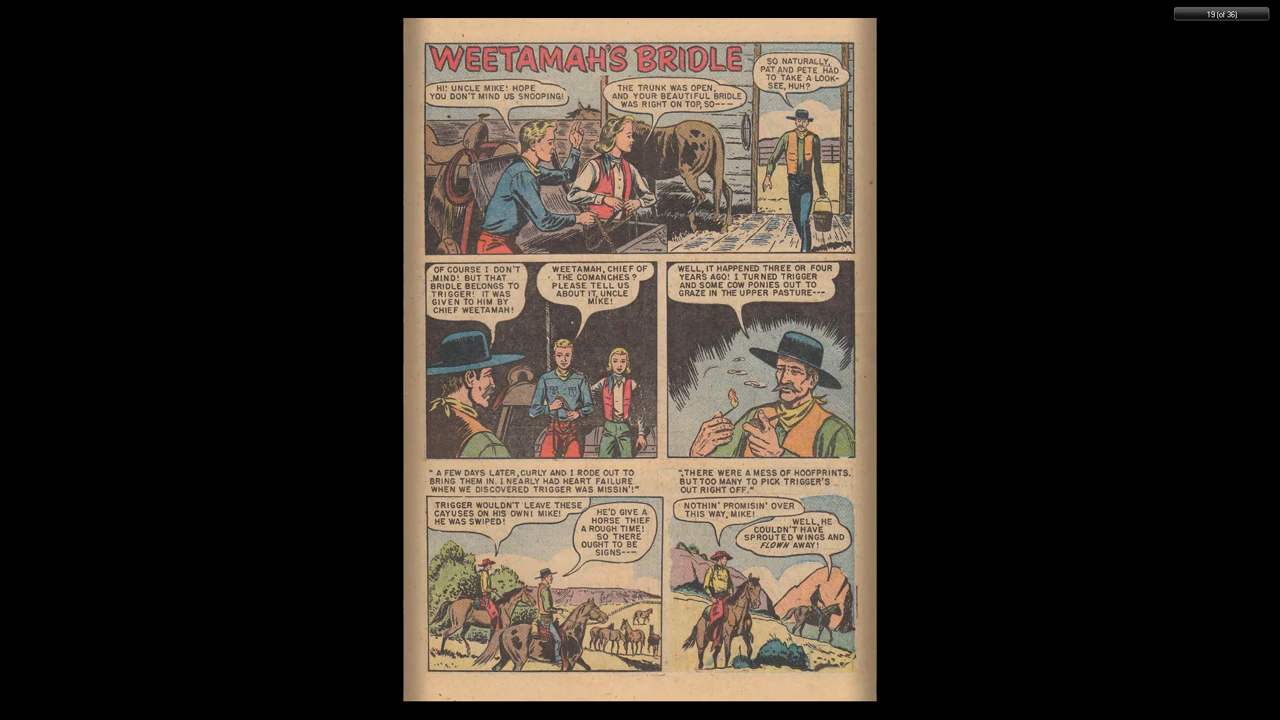 19 (of 36)
WEETAMAH'S BRIDLE
HI! UNCLE MIKE! HOPE
YOU DON'T MIND US SNOOPING!
THE TRUNK WAS OPEN,
AND YOUR BEAUTIFUL BRIDLE
WAS RIGHT ON TOP, SO---
SO NATURALLY,
PAT AND PETE HAD
TO TAKE A LOOK-
SEE, HUH?
OF COURSE I DON'T
MIND! BUT THAT
BRIDLE BELONGS TO
TRIGGER! IT WAS
GIVEN TO HIM BY
CHIEF WEETAMAH!
WEETAMAH, CHIEF OF
THE COMANCHES?
PLEASE TELL US
ABOUT IT, UNCLE
MIKE!
WELL, IT HAPPENED THREE OR FOUR
YEARS AGO! I TURNED TRIGGER
AND SOME COW PONIES OUT TO
GRAZE IN THE UPPER PASTURE---
"A FEW DAYS LATER, CURLY AND I RODE OUT TO
BRING THEM IN. I NEARLY HAD HEART FAILURE
WHEN WE DISCOVERED TRIGGER WAS MISSIN'!"
TRIGGER WOULDN'T LEAVE THESE
CAYUSES ON HIS OWN! MIKE!
HE WAS SWIPED!
HE'D GIVE A
HORSE THIEF
A ROUGH TIME!
SO THERE
OUGHT TO BE
SIGNS---
"THERE WERE A MESS OF HOOFPRINTS.
BUT TOO MANY TO PICK TRIGGER'S
OUT RIGHT OFF."
NOTHIN' PROMISIN' OVER
THIS WAY, MIKE!
WELL, HE
COULDN'T HAVE
SPROUTED WINGS AND
FLOWN AWAY!